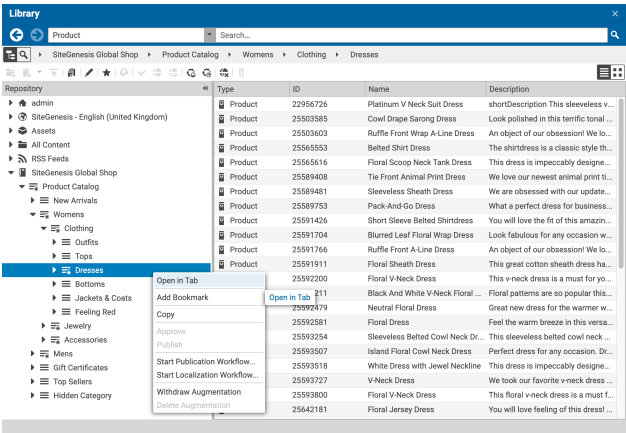 Library
Product
Search...
SiteGenesis Global Shop
Product Catalog
Womens
Clothing
Dresses
Repository
Type
ID
Name
Description
admin
SiteGenesis - English (United Kingdom)
Assets
All Content
RSS Feeds
SiteGenesis Global Shop
Product Catalog
New Arrivals
Womens
Clothing
Outfits
Tops
Dresses
Bottoms
Jackets & Coats
Feeling Red
Jewelry
Accessories
Mens
Gift Certificates
Top Sellers
Hidden Category
Open in Tab
Add Bookmark
Copy
Approve
Publish
Start Publication Workflow...
Start Localization Workflow...
Withdraw Augmentation
Delete Augmentation
Open in Tab
Product 22956726 Platinum V Neck Suit Dress shortDescription This sleeveless v...
Product 25503585 Cowl Drape Sarong Dress Look polished in this terrific tonal ...
Product 25503603 Ruffle Front Wrap A-Line Dress An object of our obsession! We lo...
Product 25565553 Belted Shirt Dress The shirtdress is a classic style th...
Product 25565616 Floral Scoop Neck Tank Dress This dress is impeccably designe...
Product 25589408 Tie Front Animal Print Dress We love our newest animal print ti...
Product 25589481 Sleeveless Sheath Dress We are obsessed with our update...
Product 25589753 Pack-And-Go Dress What a perfect dress for business...
Product 25591426 Short Sleeve Belted Shirtdress You will love the fit of this amazin...
Product 25591704 Blurred Leaf Floral Wrap Dress Look fabulous for any occasion w...
Product 25591766 Ruffle Front A-Line Dress An object of our obsession! We lo...
Product 25591911 Floral Sheath Dress This great cotton sheath dress ha...
25592200 Floral V-Neck Dress This v-neck dress is a must for yo...
211 Black And White V-Neck Floral ... Floral patterns are so popular this...
25592479 Neutral Floral Dress Great new dress for the warmer w...
25592581 Floral Dress Feel the warm breeze in this versa...
25593254 Sleeveless Belted Cowl Neck Dr... This sleeveless belted cowl neck ...
25593507 Island Floral Cowl Neck Dress Perfect dress for any occasion. Dr...
25593518 White Dress with Jewel Neckline This dress is impeccably designe...
25593727 V-Neck Dress We took our favorite v-neck dress ...
25593800 Floral V-Neck Dress This floral v-neck dress is a must f...
25642181 Floral Jersey Dress You will love feeling of this dress! ...